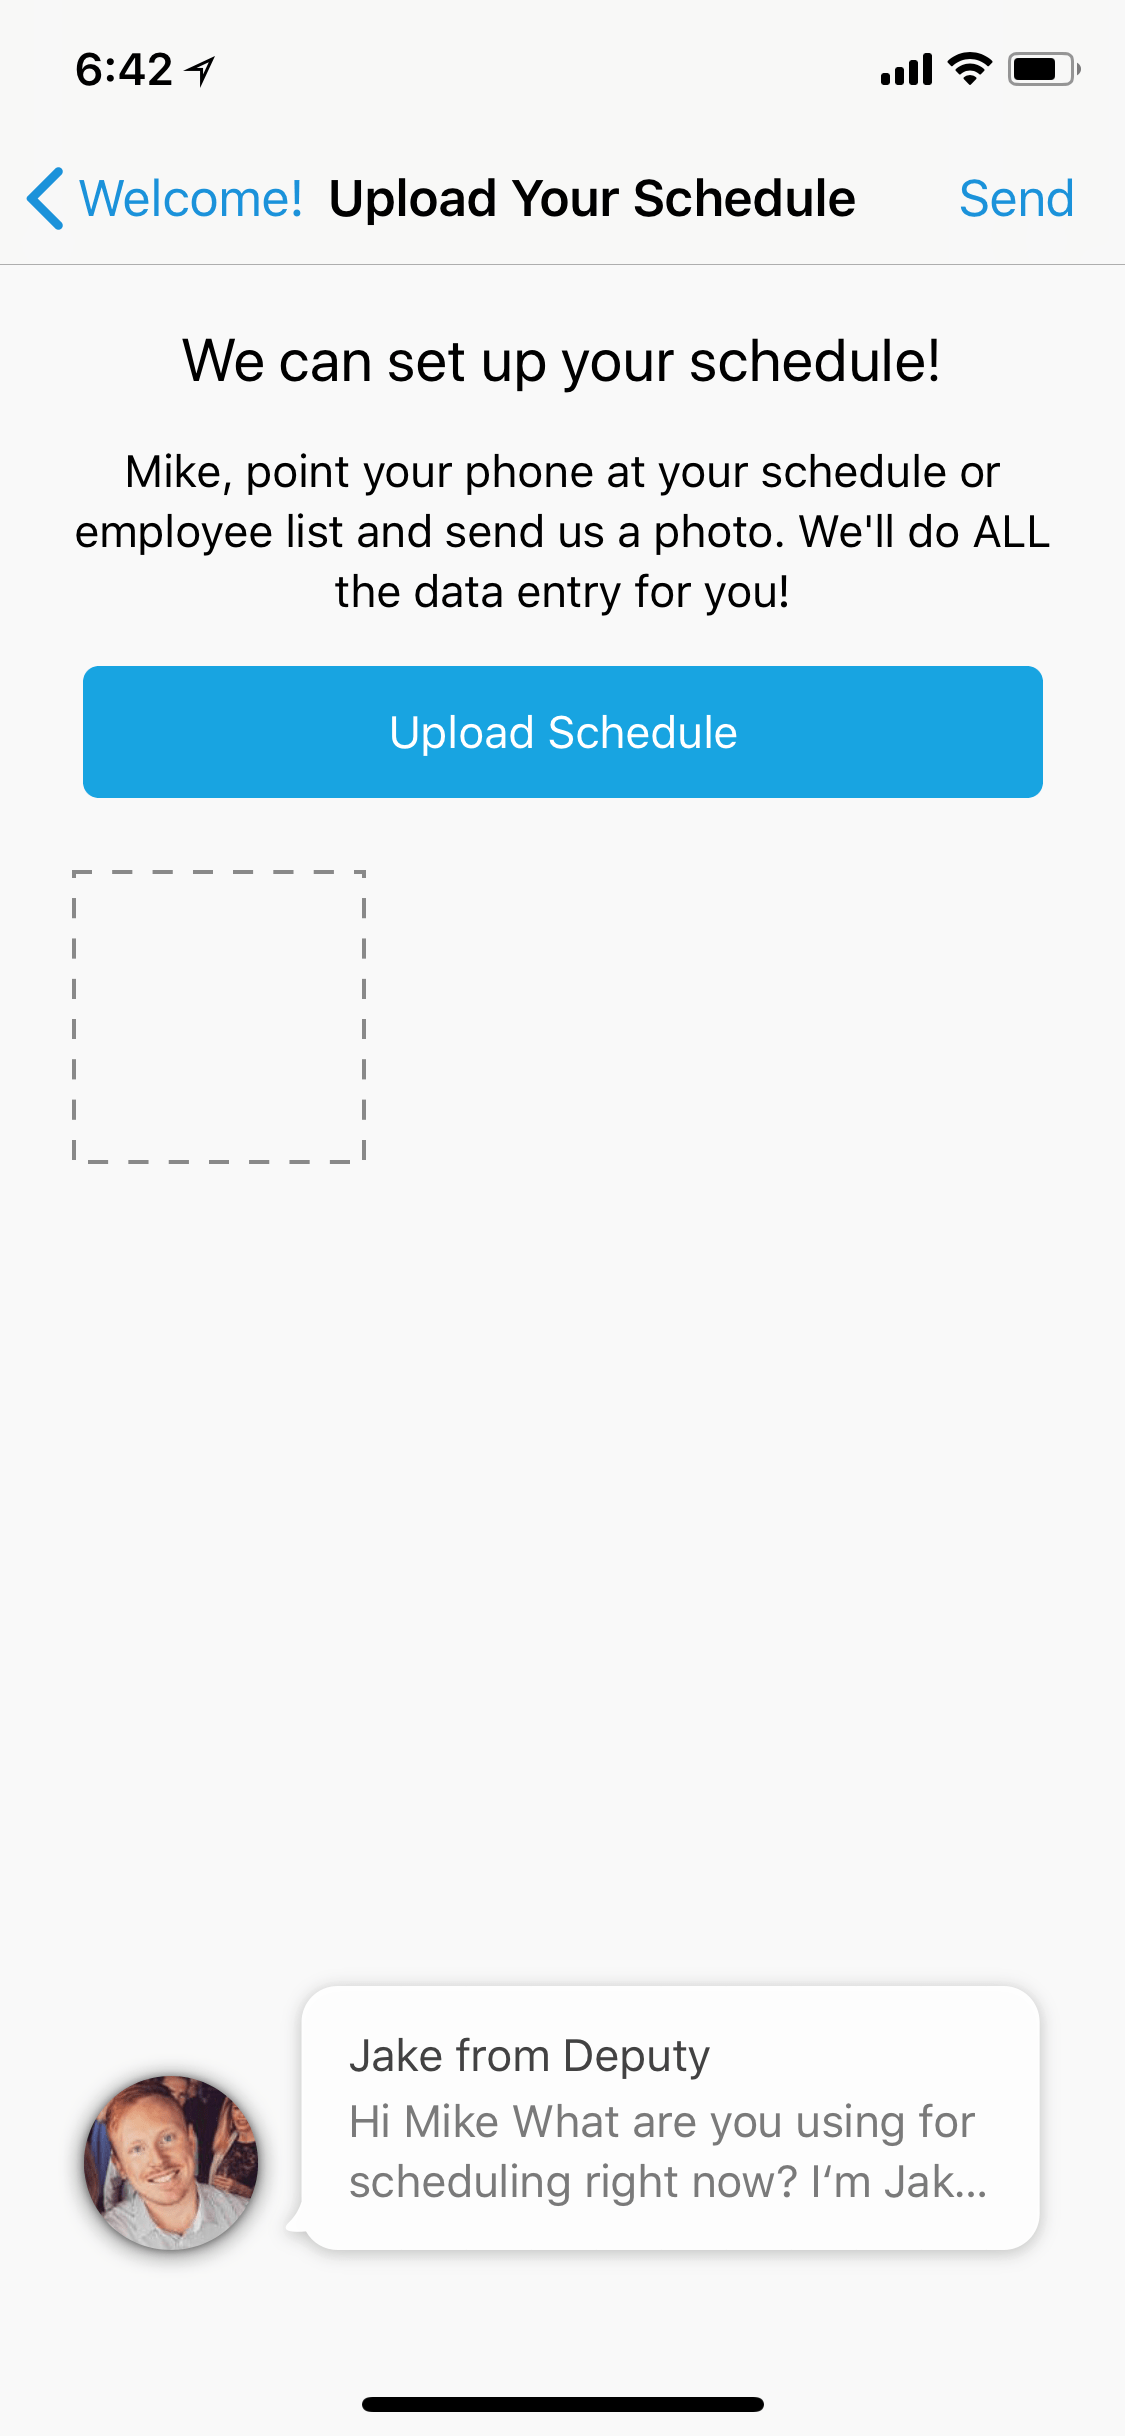 6:42
Welcome! Upload Your Schedule Send
We can set up your schedule!
Mike, point your phone at your schedule or
employee list and send us a photo. We'll do ALL
the data entry for you!
Upload Schedule
Jake from Deputy
Hi Mike What are you using for
scheduling right now? I‘m Jak...